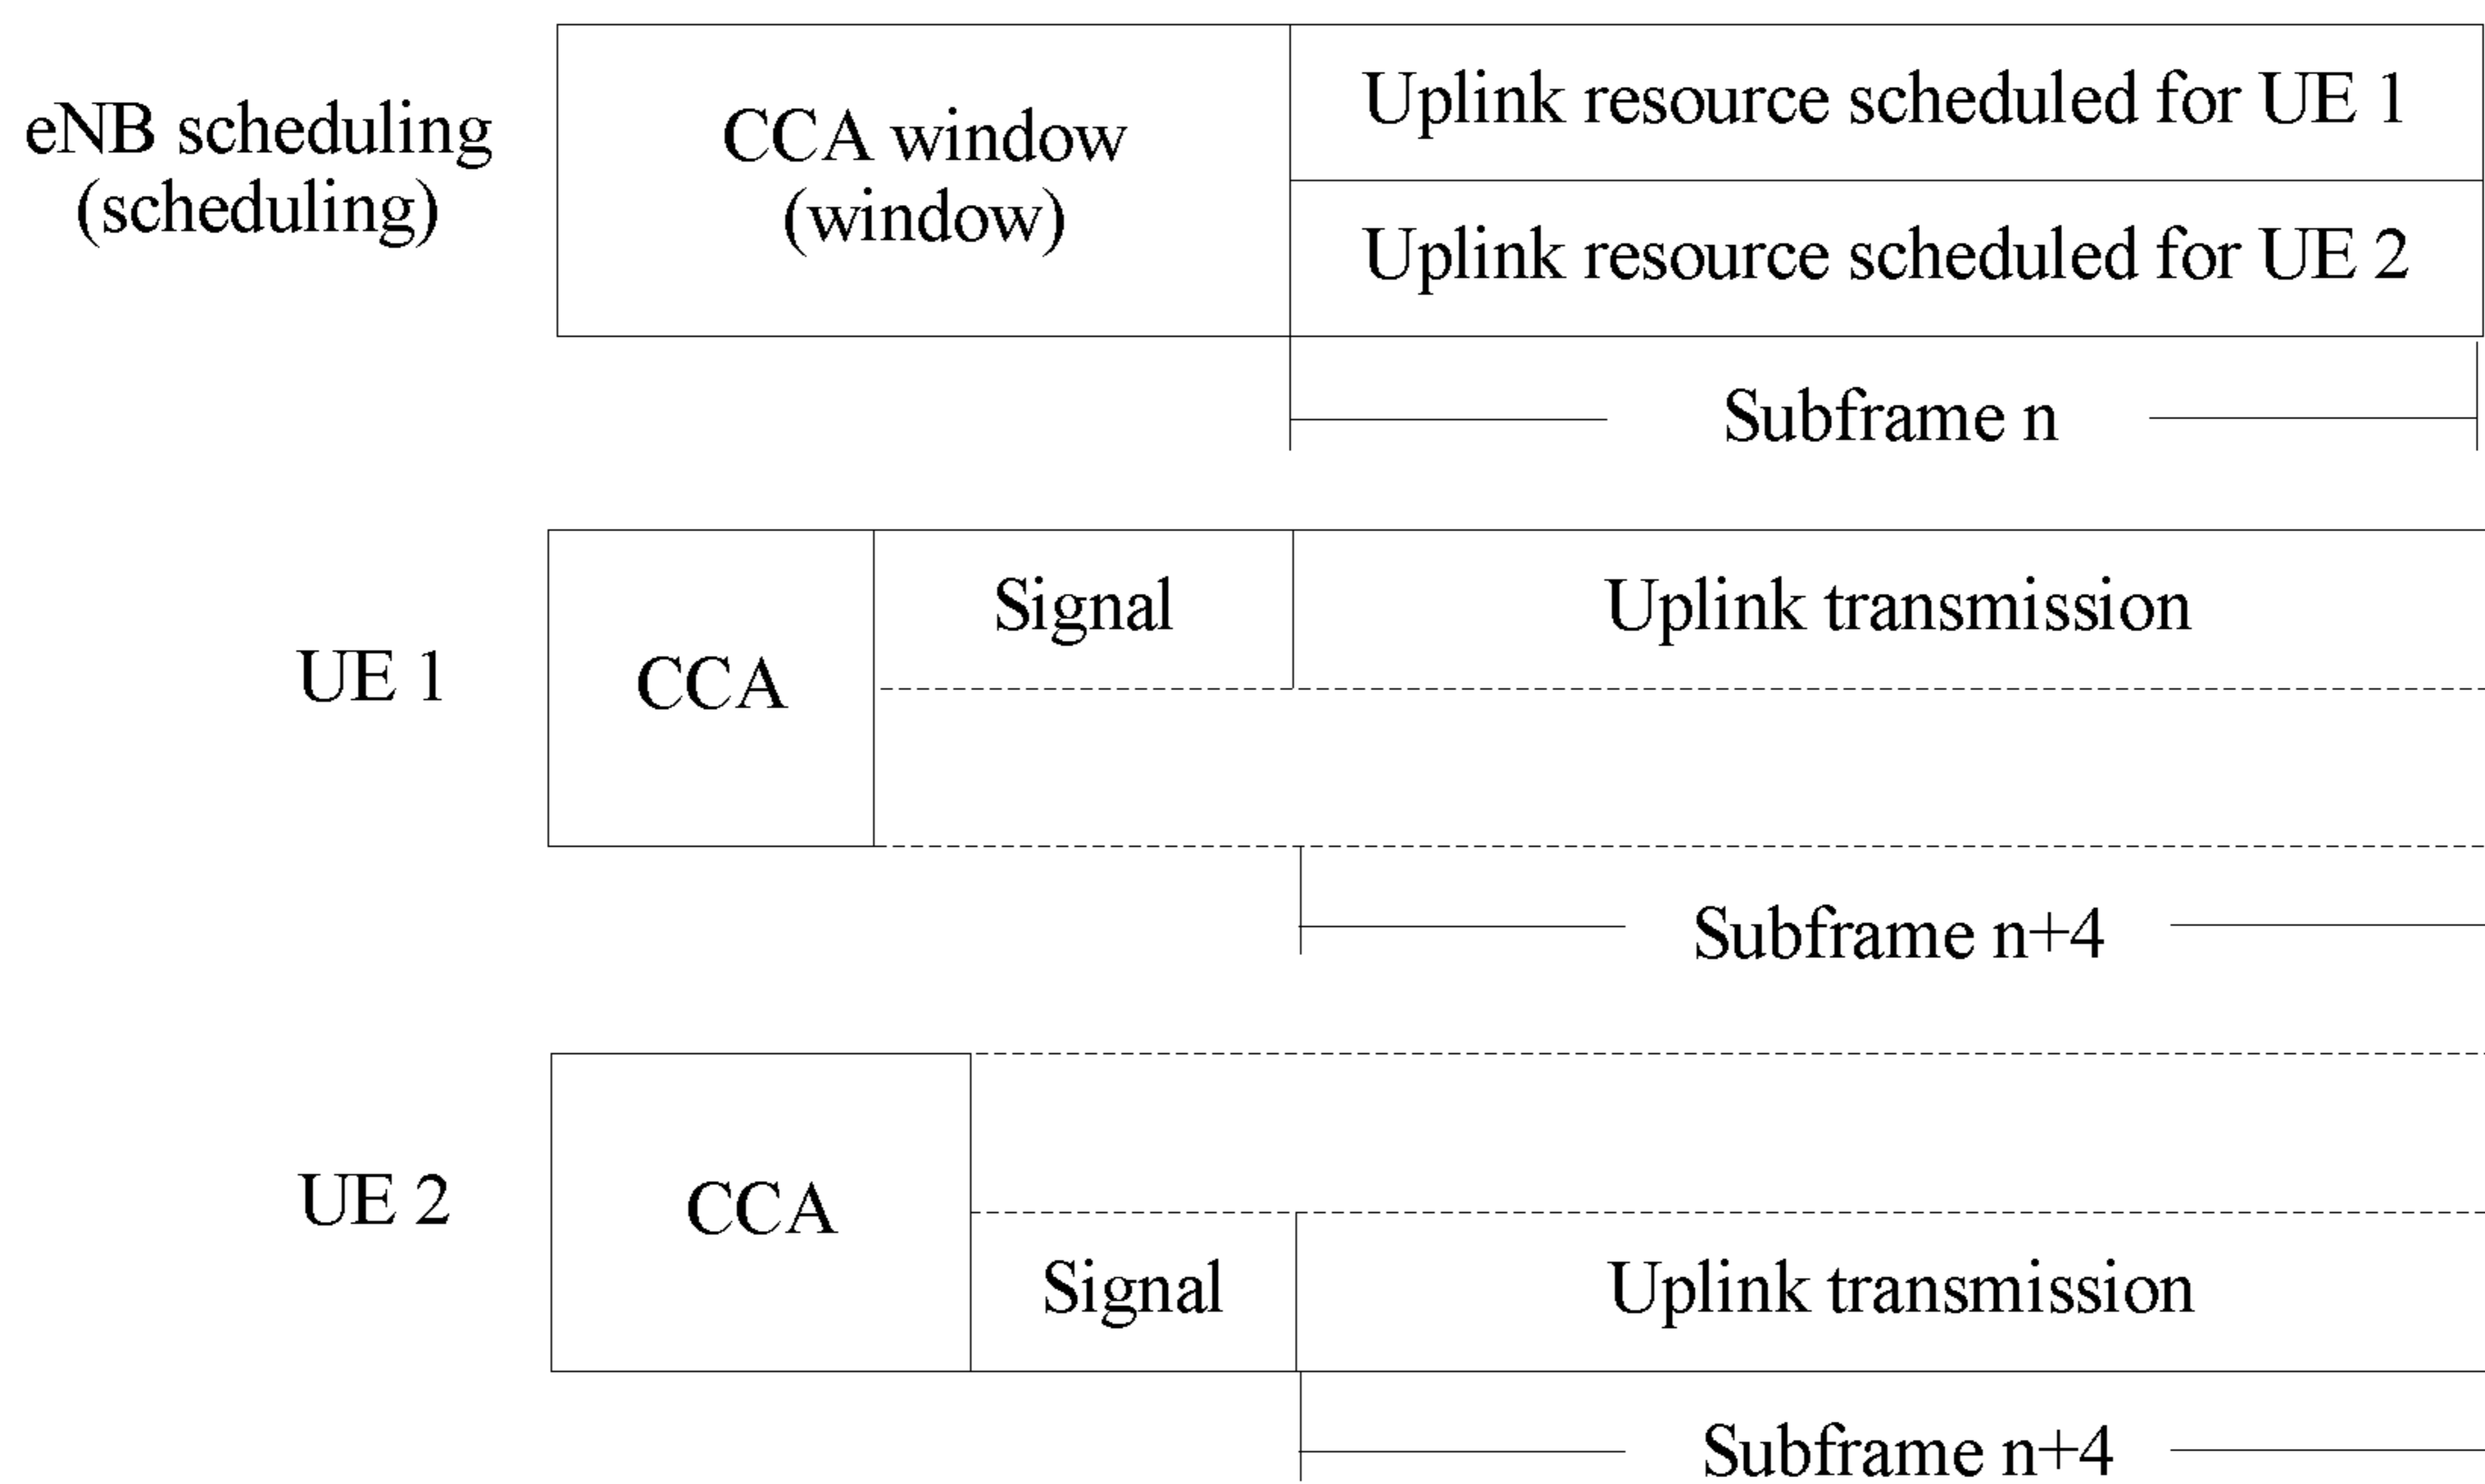 eNB scheduling
(scheduling)
CCA window
(window)
Uplink resource scheduled for UE 1
Uplink resource scheduled for UE 2
Subframe n
UE 1
CCA
Signal
Uplink transmission
Subframe n+4
UE 2
CCA
Signal
Uplink transmission
Subframe n+4